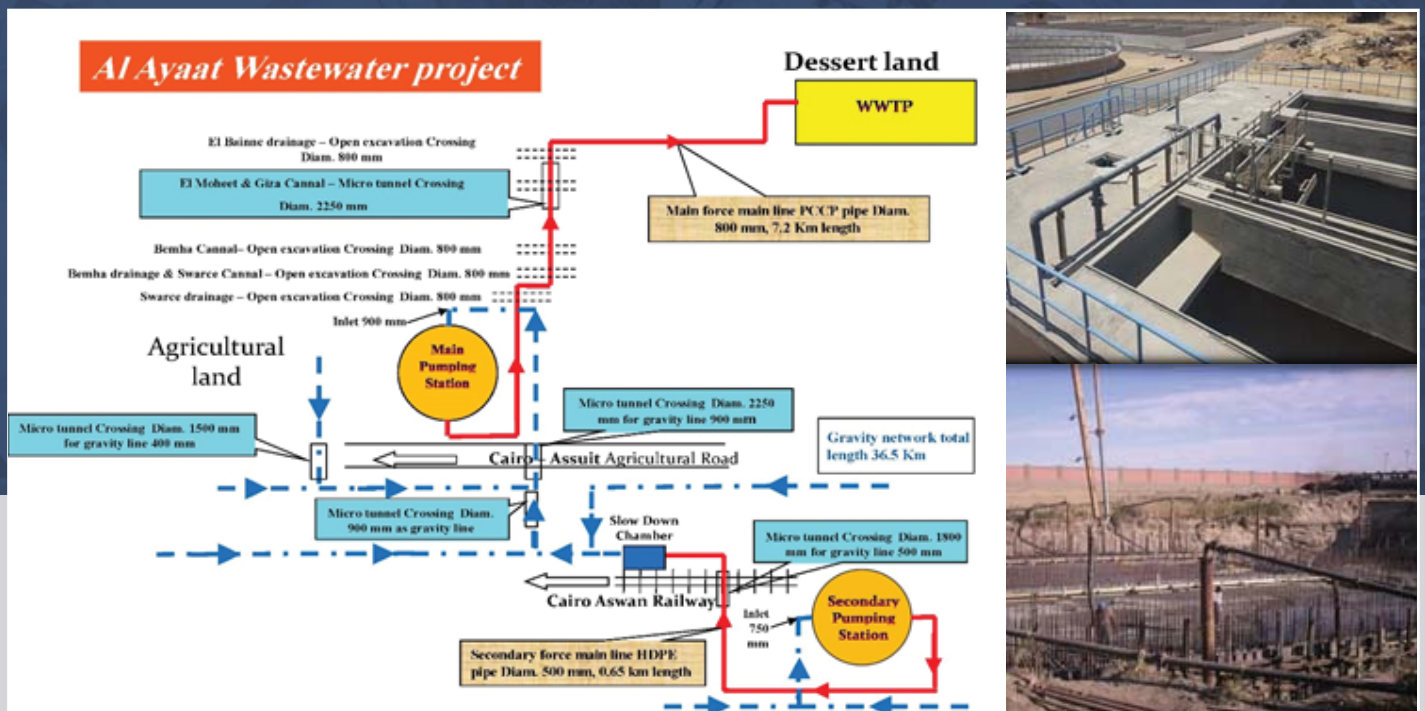 Al Ayaat Wastewater project
Dessert land
WWTP
El Bainne drainage – Open excavation Crossing
Diam. 800 mm
El Moheet & Giza Cannal – Micro tunnel Crossing
Diam. 2250 mm
Main force main line PCCP pipe Diam.
800 mm, 7.2 Km length
Bemha Cannal– Open excavation Crossing Diam. 800 mm
Bemha drainage & Swarce Cannal – Open excavation Crossing Diam. 800 mm
Swarce drainage – Open excavation Crossing Diam. 800 mm
Inlet 900 mm
Agricultural
land
Main
Pumping
Station
Micro tunnel Crossing Diam. 2250
mm for gravity line 900 mm
Micro tunnel Crossing Diam. 1500 mm
for gravity line 400 mm
Gravity network total
length 36.5 Km
Cairo – Assuit Agricultural Road
Micro tunnel Crossing Diam.
900 mm as gravity line
Slow Down
Chamber
Micro tunnel Crossing Diam. 1800
mm for gravity line 500 mm
Cairo Aswan Railway
Inlet
750
mm
Secondary
Pumping
Station
Secondary force main line HDPE
pipe Diam. 500 mm, 0.65 km length